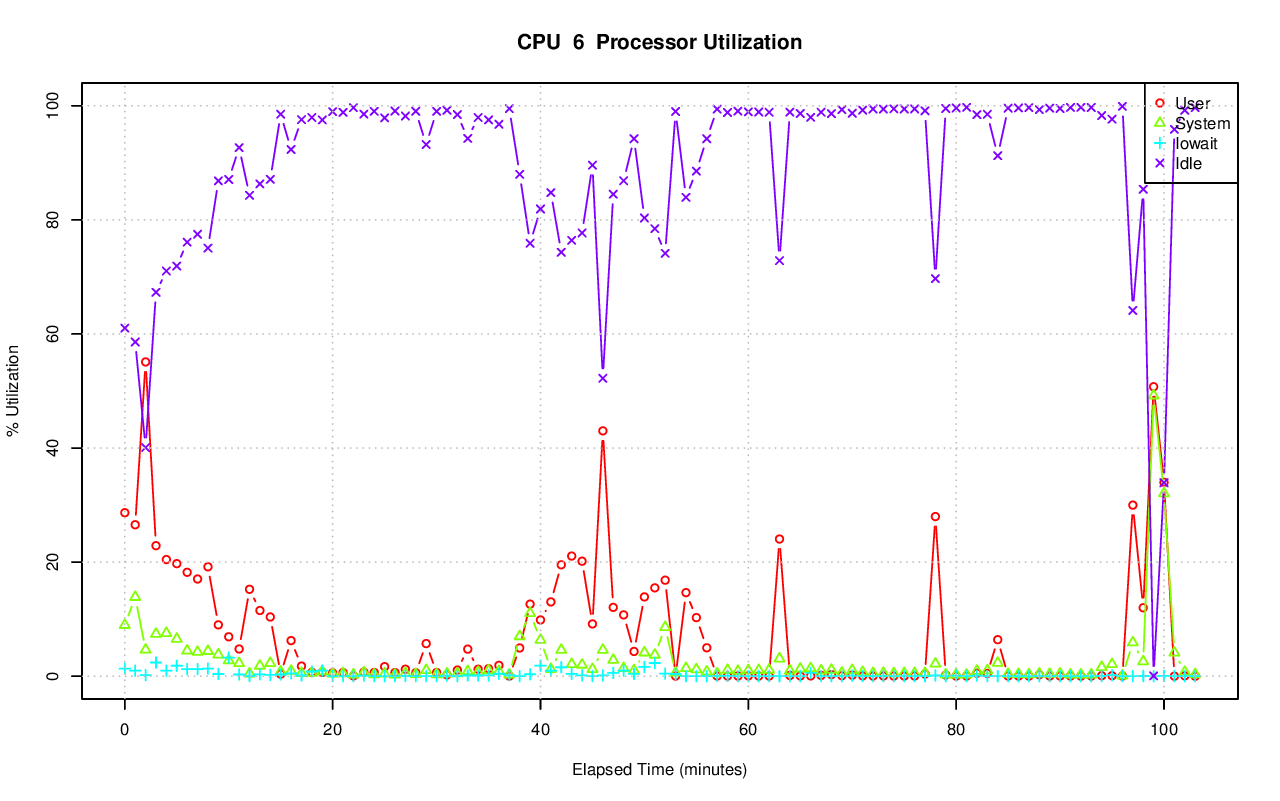 CPU  6  Processor Utilization
% Utilization
100
80
60
40
20
0
User
System
Iowait
Idle
0 20 40 60 80 100
Elapsed Time (minutes)